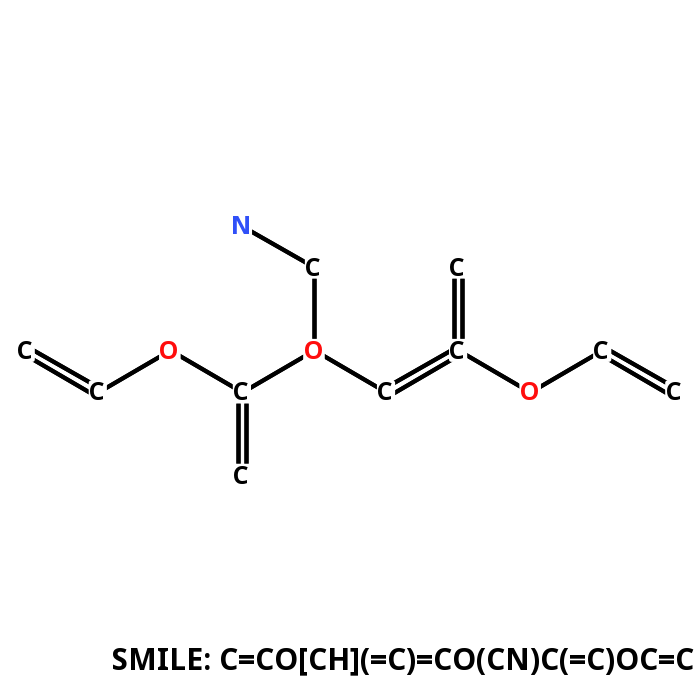 N
C C
C O O C C
C C C O C
C
SMILE: C=CO[CH](=C)=CO(CN)C(=C)OC=C